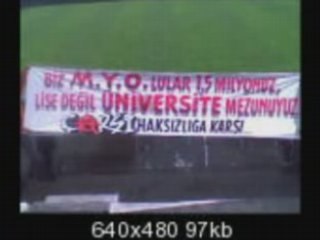 BİZ M.Y.O. LULAR 1,5 MİLYONUZ,
LİSE DEĞİL ÜNİVERSİTE MEZUNUYUZ
HAKSIZLIĞA KARŞI
640x480 97kb